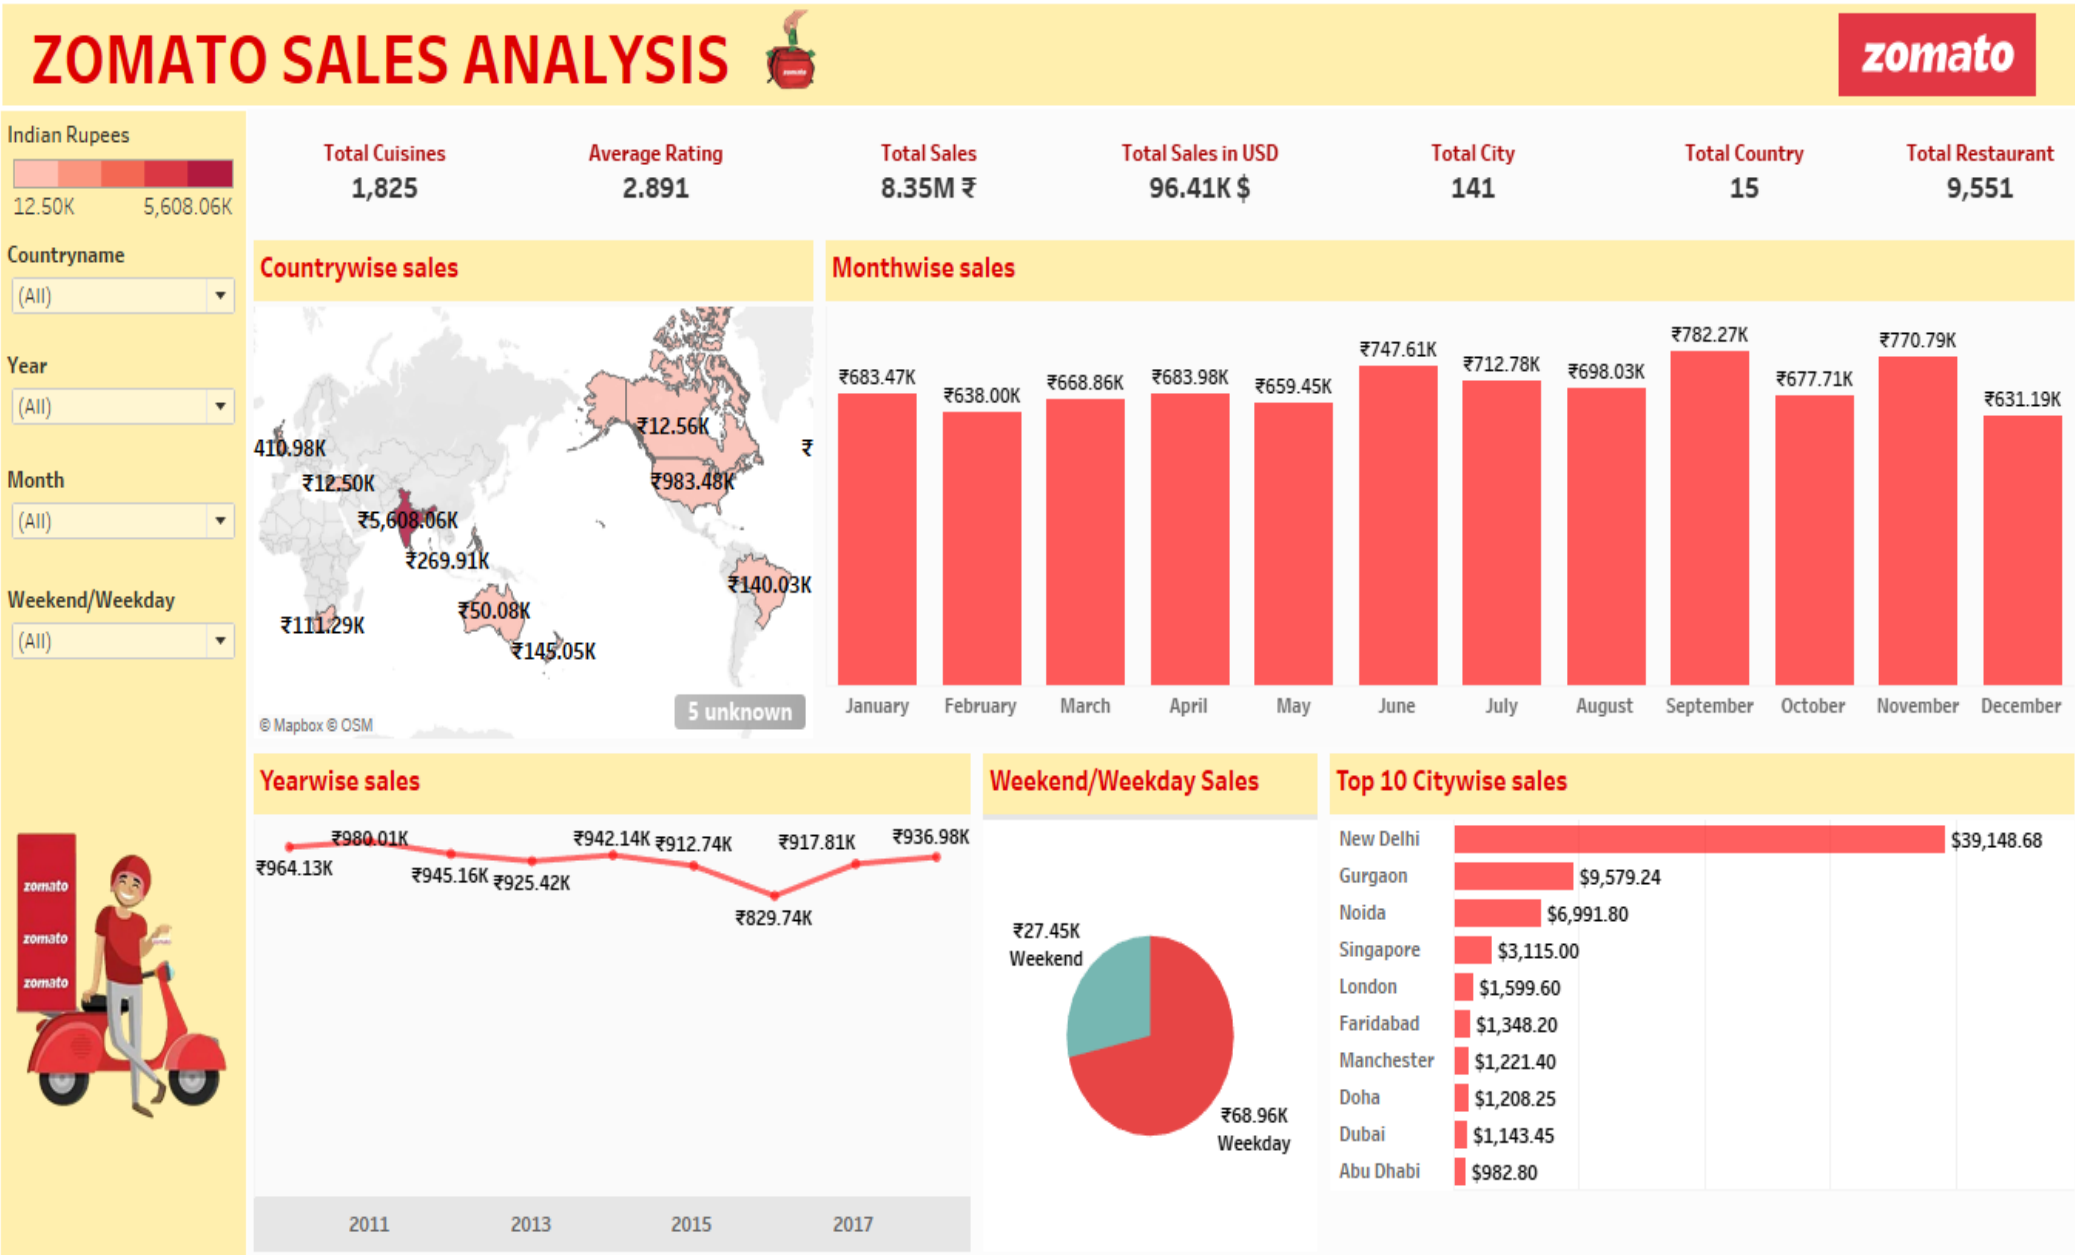 ZOMATO SALES ANALYSIS
zomato
zomato
Indian Rupees
12.50K 5,608.06K
Countryname
(All)
Year
(All)
Month
(All)
Weekend/Weekday
(All)
zomato
zomato
zomato
Total Cuisines
1,825
Average Rating
2.891
Total Sales
8.35M ₹
Total Sales in USD
96.41K $
Total City
141
Total Country
15
Total Restaurant
9,551
Countrywise sales
₹12.56K
410.98K
₹
₹12.50K
₹983.48K
₹5,608.06K
₹269.91K
₹140.03K
₹50.08K
₹111.29K
₹145.05K
5 unknown
© Mapbox © OSM
Monthwise sales
₹683.47K
₹638.00K
₹668.86K
₹683.98K
₹659.45K
₹747.61K
₹712.78K
₹698.03K
₹782.27K
₹677.71K
₹770.79K
₹631.19K
January February March April May June July August September October November December
Yearwise sales
₹964.13K
₹980.01K
₹945.16K
₹925.42K
₹942.14K
₹912.74K
₹829.74K
₹917.81K
₹936.98K
2011 2013 2015 2017
Weekend/Weekday Sales
₹27.45K
Weekend
₹68.96K
Weekday
Top 10 Citywise sales
New Delhi $39,148.68
Gurgaon $9,579.24
Noida $6,991.80
Singapore $3,115.00
London $1,599.60
Faridabad $1,348.20
Manchester $1,221.40
Doha $1,208.25
Dubai $1,143.45
Abu Dhabi $982.80